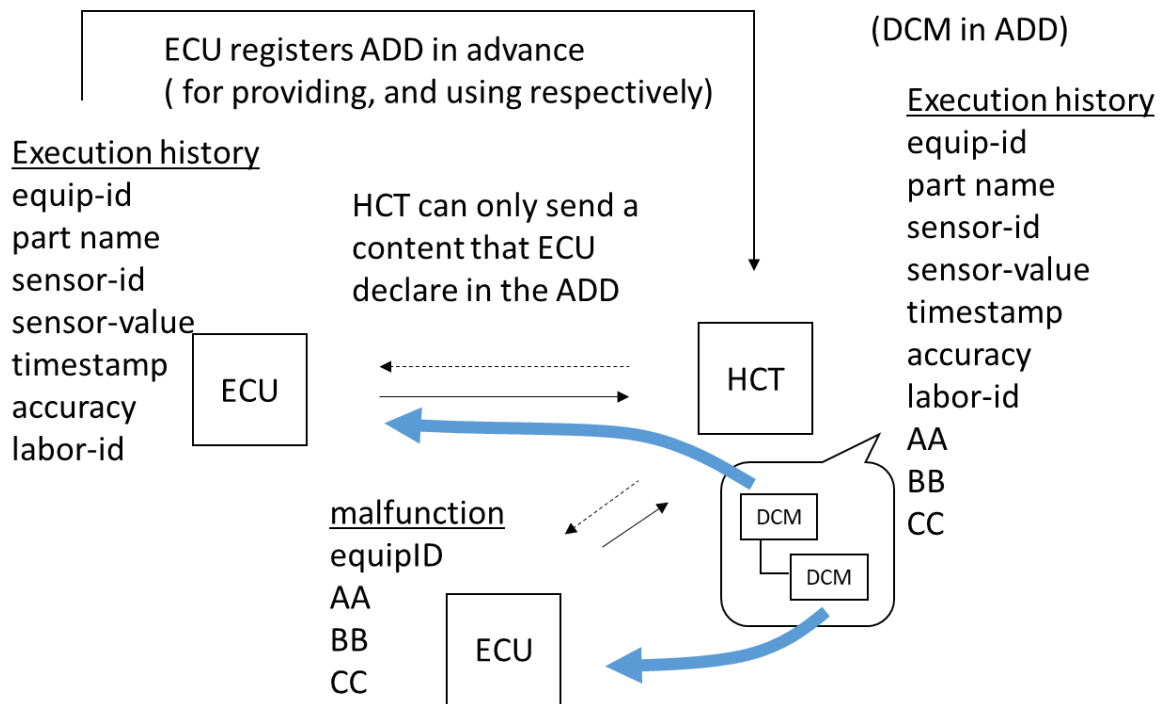 ECU registers ADD in advance
( for providing, and using respectively)
(DCM in ADD)
Execution history
equip-id
part name
sensor-id
sensor-value
timestamp
accuracy
labor-id
HCT can only send a
content that ECU
declare in the ADD
Execution history
equip-id
part name
sensor-id
sensor-value
timestamp
accuracy
labor-id
AA
BB
CC
ECU
HCT
DCM
DCM
malfunction
equipID
AA
BB
CC
ECU